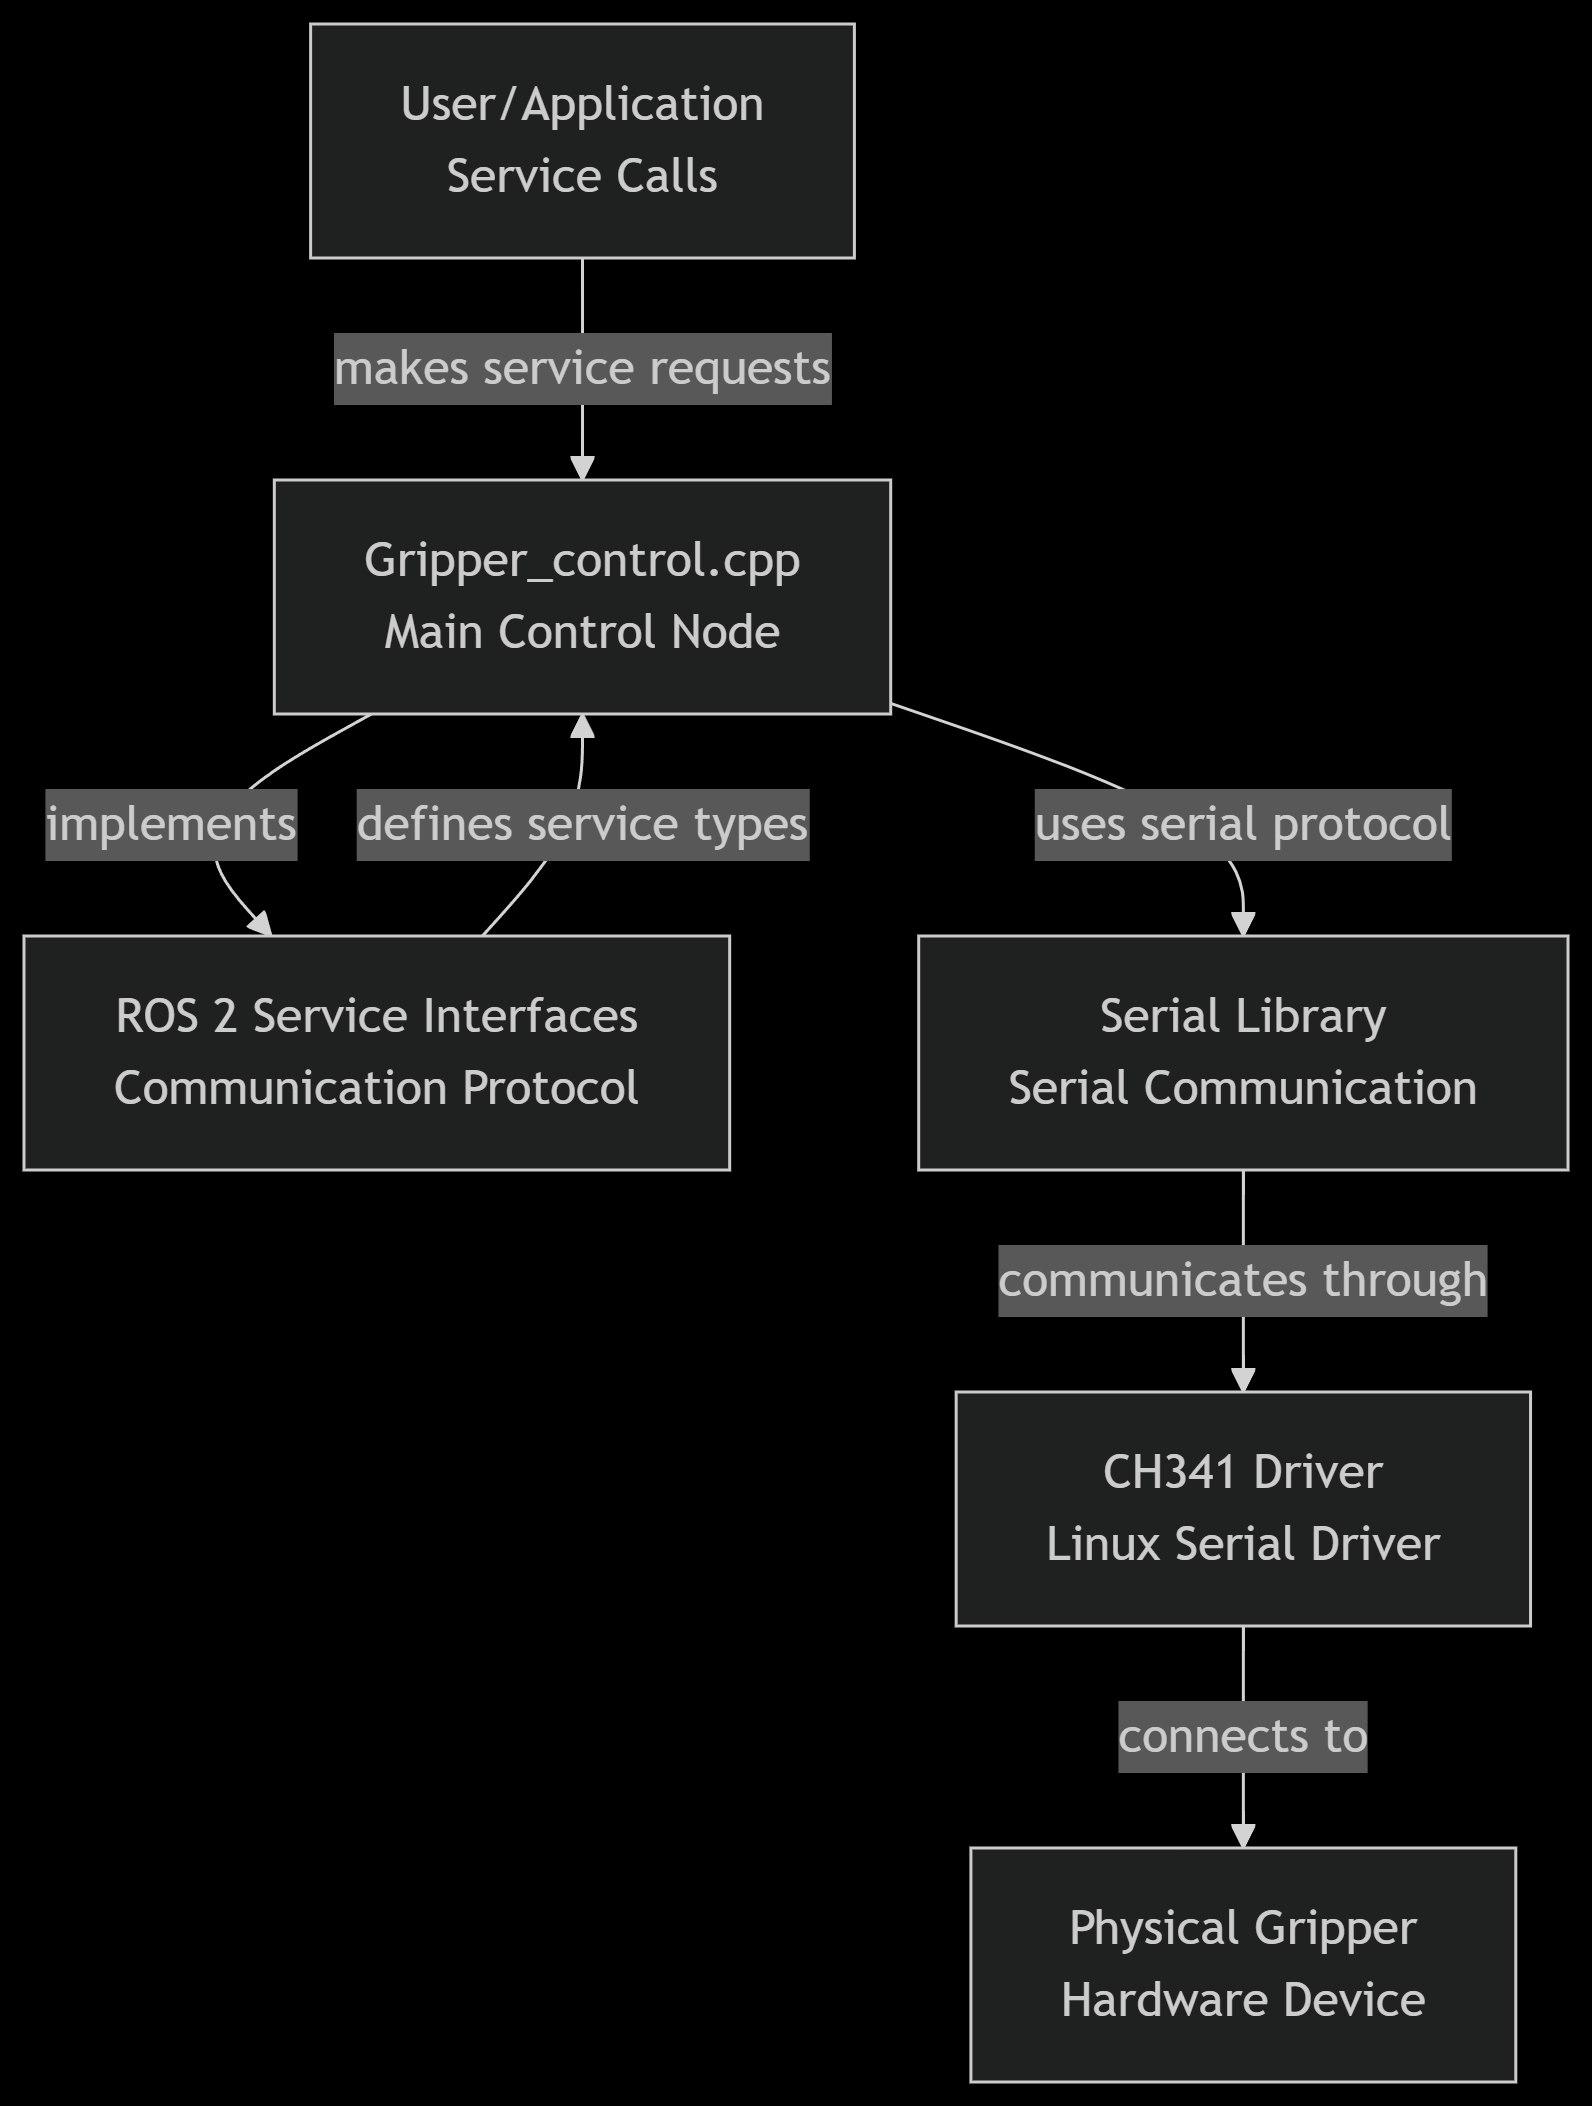 User/Application
Service Calls
makes service requests
Gripper_control.cpp
Main Control Node
implements
defines service types
uses serial protocol
ROS 2 Service Interfaces
Communication Protocol
Serial Library
Serial Communication
communicates through
CH341 Driver
Linux Serial Driver
connects to
Physical Gripper
Hardware Device